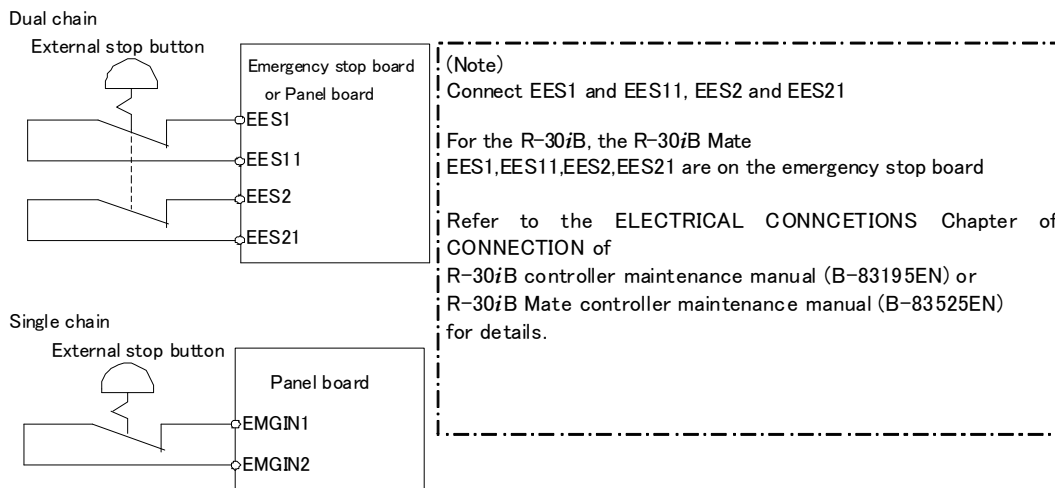 Dual chain
External stop button
Emergency stop board
or Panel board
EES1
EES11
EES2
EES21
Single chain
External stop button
Panel board
EMGIN1
EMGIN2
(Note)
Connect EES1 and EES11, EES2 and EES21
For the R-30iB, the R-30iB Mate
EES1,EES11,EES2,EES21 are on the emergency stop board
Refer to the ELECTRICAL CONNCETIONS Chapter of
CONNECTION of
R-30iB controller maintenance manual (B-83195EN) or
R-30iB Mate controller maintenance manual (B-83525EN)
for details.